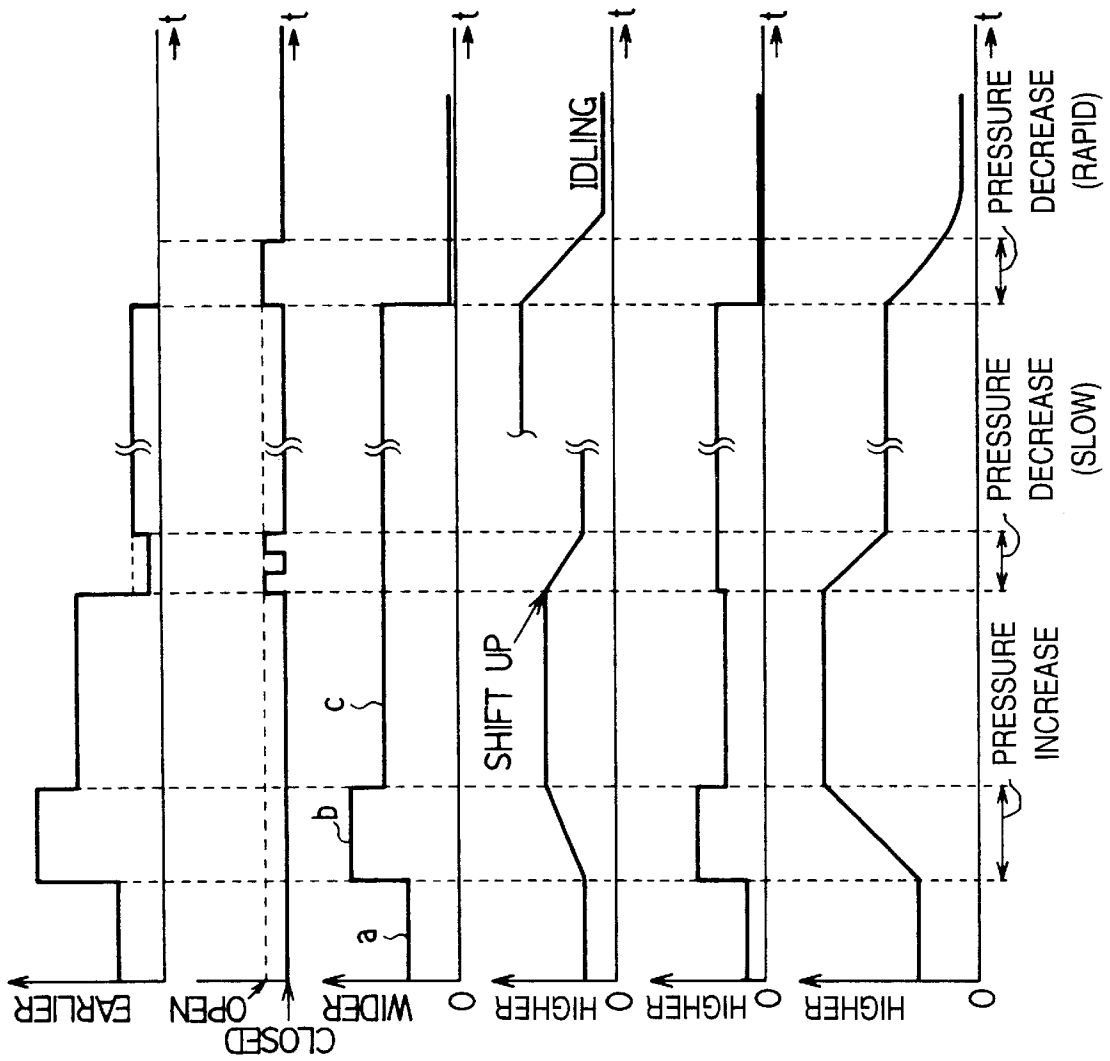 EARLIER
t
OPEN
CLOSED
t
WIDER
a
b
c
0
t
HIGHER
SHIFT UP
IDLING
0
t
HIGHER
0
t
HIGHER
0
t
PRESSURE
INCREASE
PRESSURE
DECREASE
(SLOW)
PRESSURE
DECREASE
(RAPID)